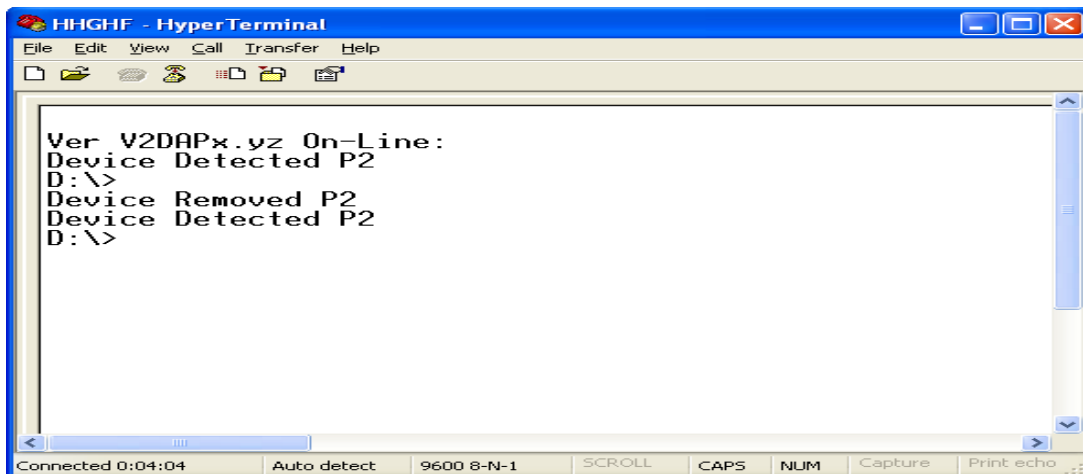 HHGHF - HyperTerminal
File Edit View Call Transfer Help
Ver V2DAPx.yz On-Line:
Device Detected P2
D:\>
Device Removed P2
Device Detected P2
D:\>
Connected 0:04:04 Auto detect 9600 8-N-1 SCROLL CAPS NUM Capture Print echo